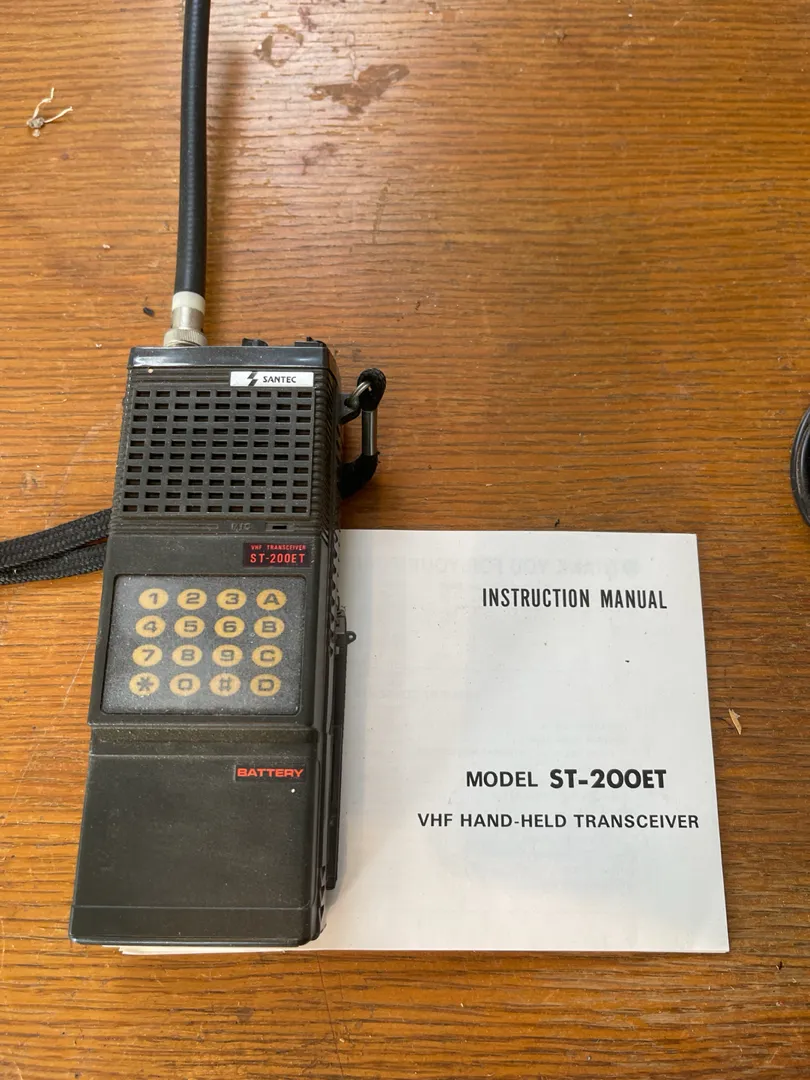 SANTEC
MIC
VHF TRANSCEIVER
ST-200ET
1 2 3 A
4 5 6 B
7 8 9 C
* 0 # D
BATTERY
INSTRUCTION MANUAL
MODEL ST-200ET
VHF HAND-HELD TRANSCEIVER